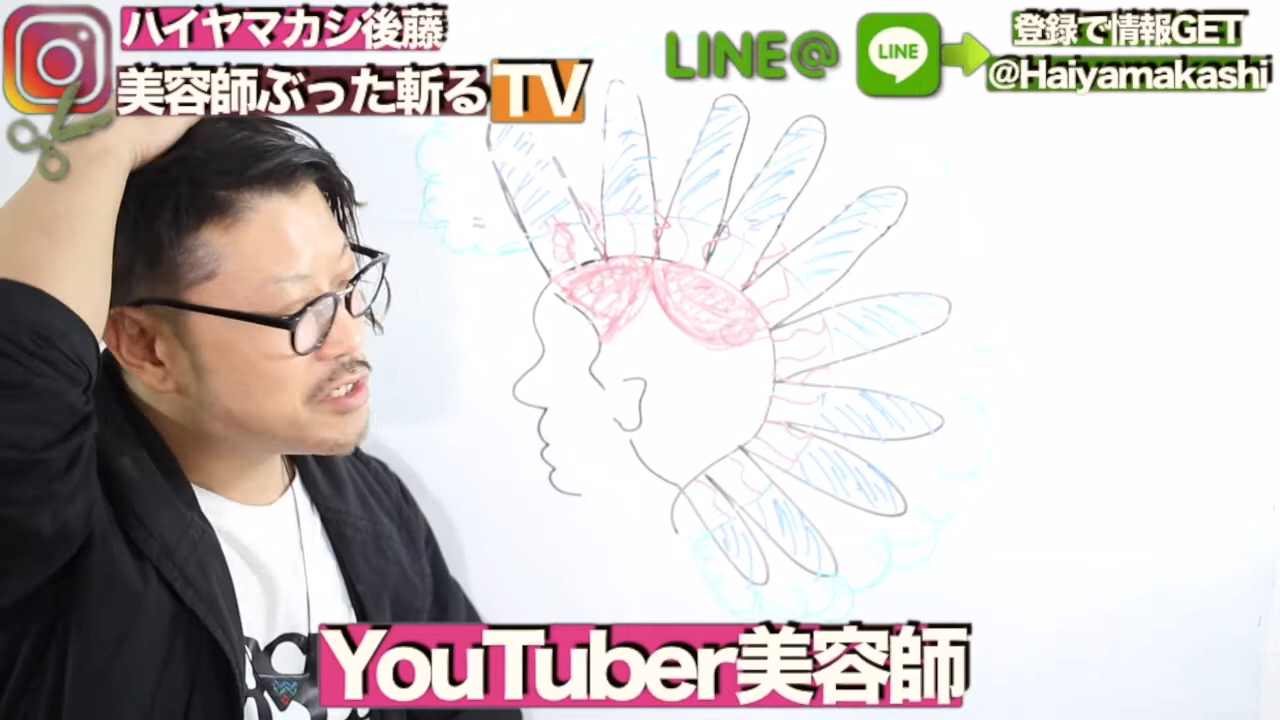 ハイヤマカシ後藤
美容師ぶった斬るTV
LINE@
LINE
登録で情報GET
@Haiyamakashi
YouTuber美容師